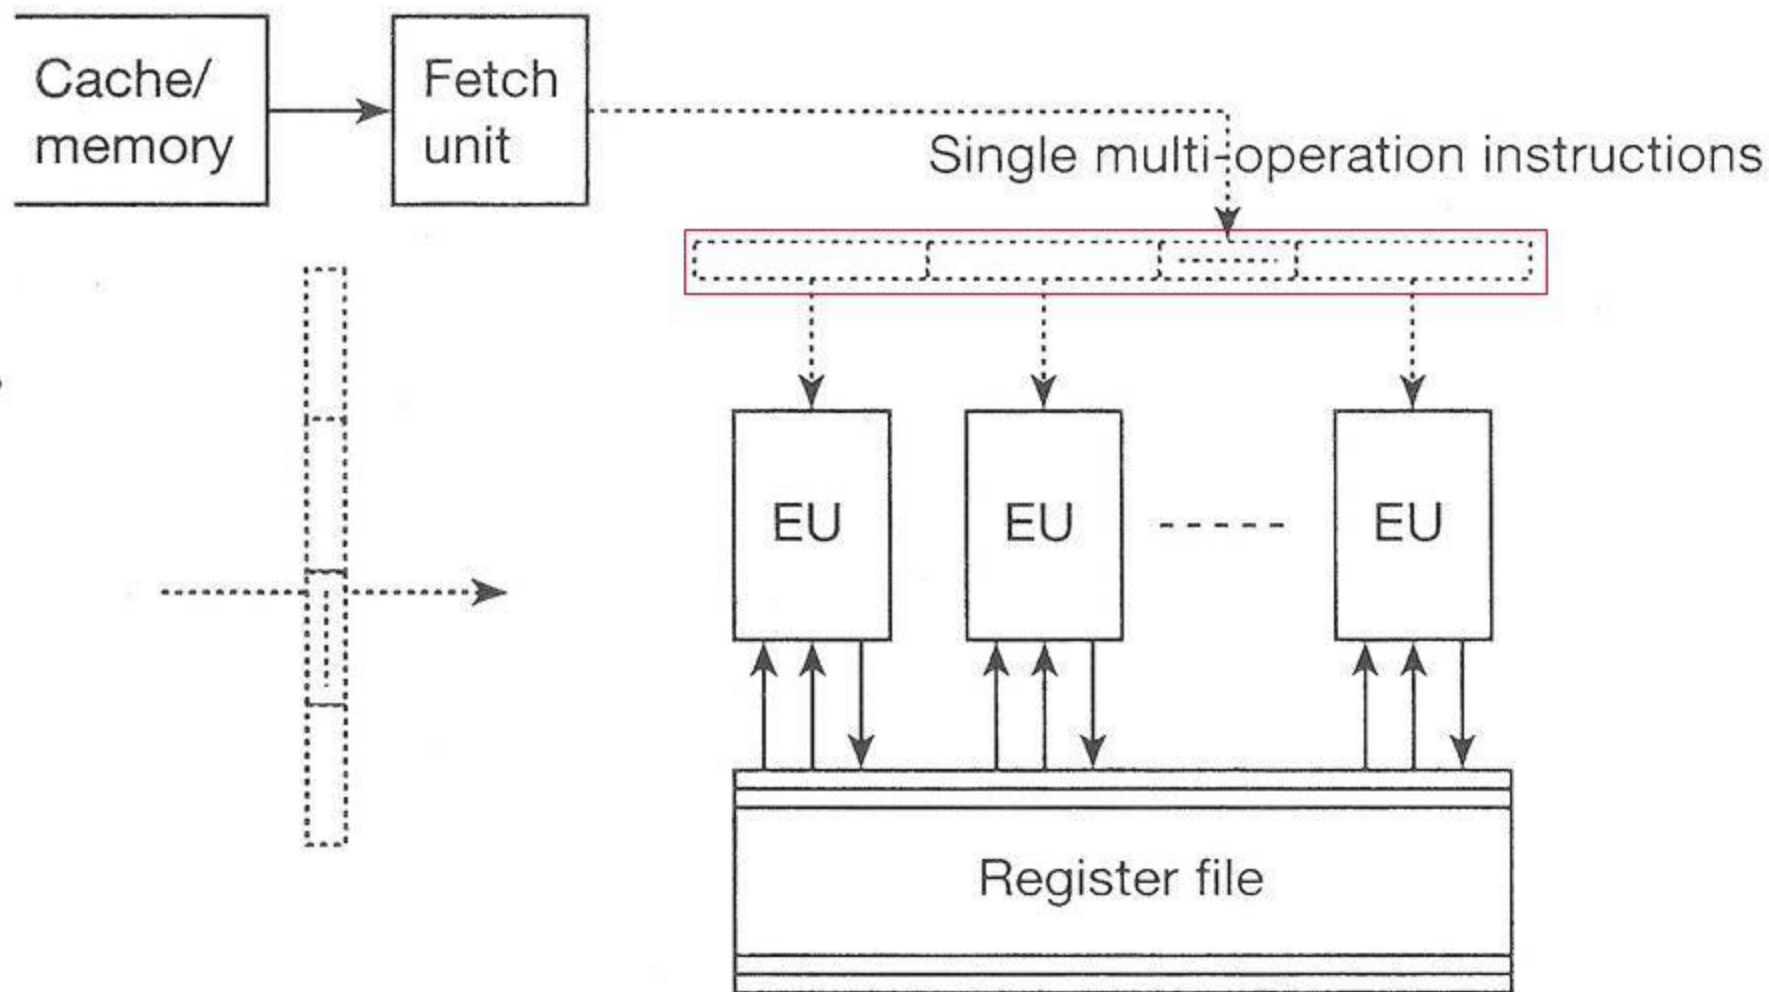 Cache/
memory
Fetch
unit
Single multi-operation instructions
EU
EU
EU
Register file